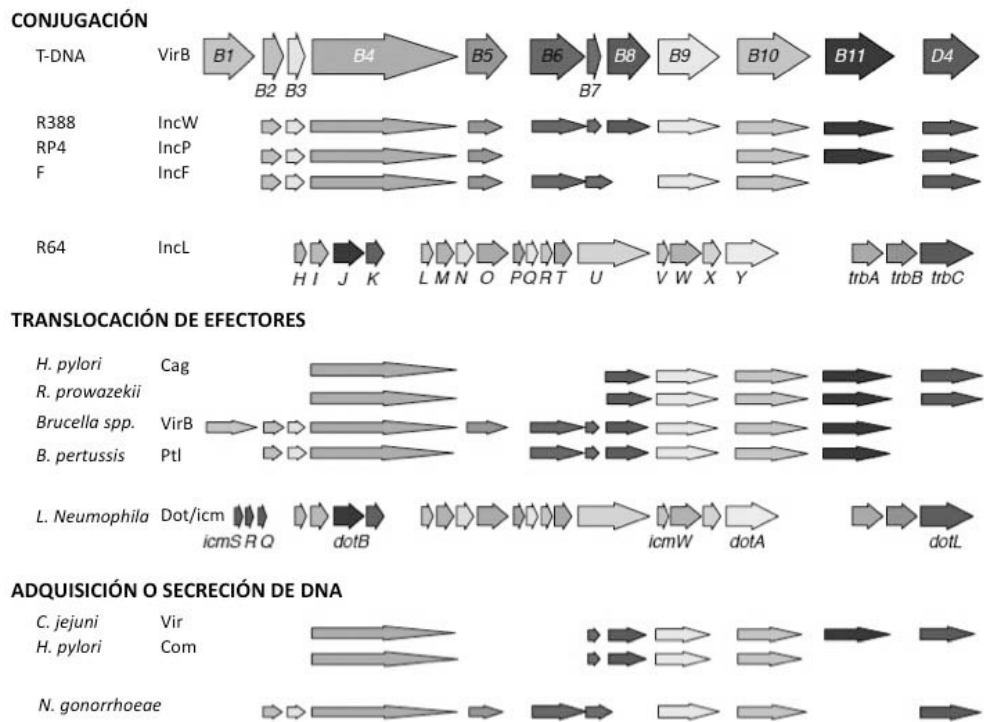 CONJUGACIÓN
T-DNA VirB B1 B2 B3 B4 B5 B6 B7 B8 B9 B10 B11 D4
R388 IncW
RP4 IncP
F IncF
R64 IncL
H I J K L M N O P Q R T U V W X Y trbA trbB trbC
TRANSLOCACIÓN DE EFECTORES
H. pylori Cag
R. prowazekii
Brucella spp. VirB
B. pertussis Ptl
L. Neumophila Dot/icm
icmS R Q dotB icmW dotA dotL
ADQUISICIÓN O SECRECIÓN DE DNA
C. jejuni Vir
H. pylori Com
N. gonorrhoeae